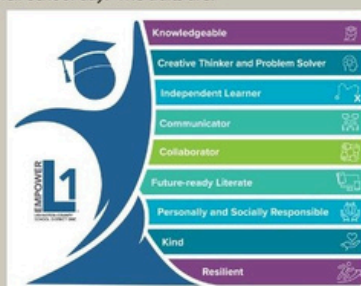 Knowledgeable
Creative Thinker and Problem Solver
Independent Learner
Communicator
Collaborator
Future-ready Literate
Personally and Socially Responsible
Kind
Resilient
EMPOWER
L1